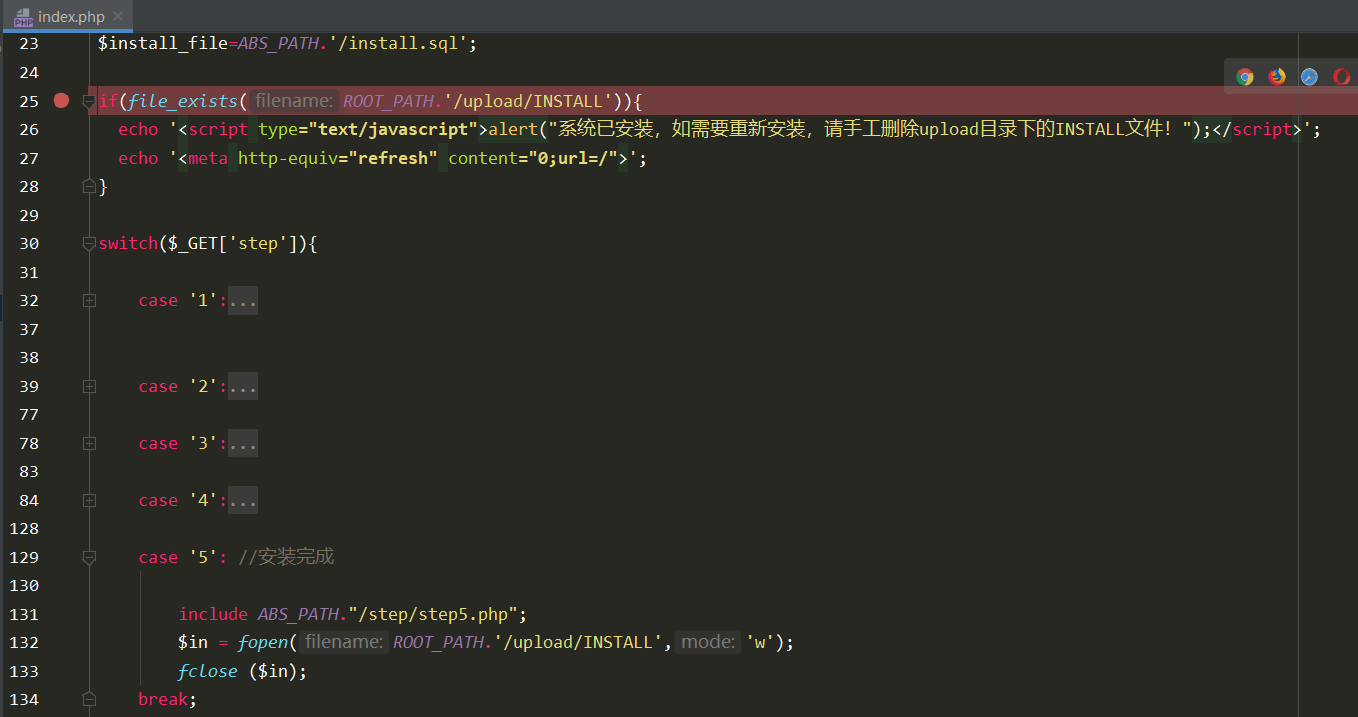 index.php
23 $install_file=ABS_PATH.'/install.sql';
24
25 if(file_exists( filename: ROOT_PATH.'/upload/INSTALL')){
26 echo '<script type="text/javascript">alert("系统已安装，如需要重新安装，请手工删除upload目录下的INSTALL文件！");</script>';
27 echo '<meta http-equiv="refresh" content="0;url=/">';
28 }
29
30 switch($_GET['step']){
31
32 case '1':...
37
38
39 case '2':...
77
78 case '3':...
83
84 case '4':...
128
129 case '5': //安装完成
130
131 include ABS_PATH."/step/step5.php";
132 $in = fopen( filename: ROOT_PATH.'/upload/INSTALL', mode: 'w');
133 fclose ($in);
134 break;